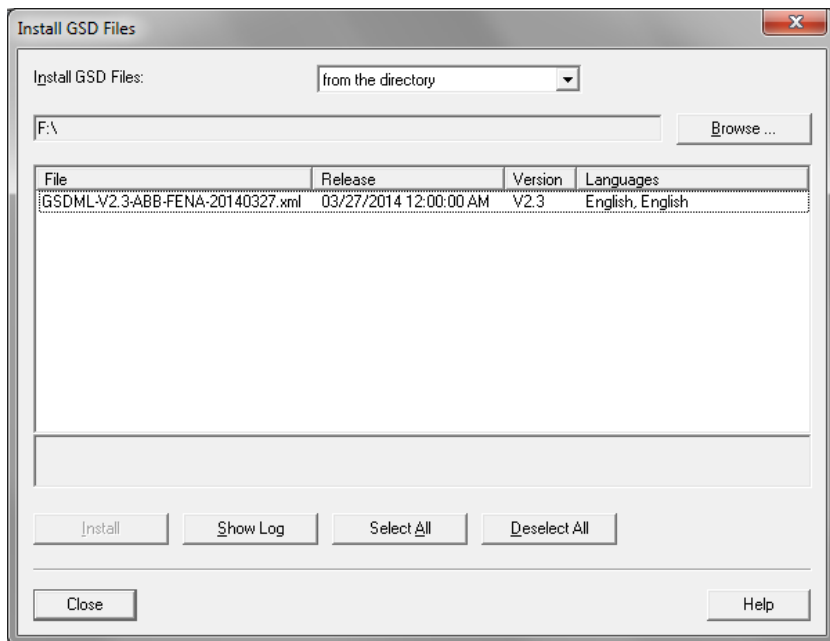 Install GSD Files
Install GSD Files: from the directory
F:\ Browse ...
File Release Version Languages
GSDML-V2.3-ABB-FENA-20140327.xml 03/27/2014 12:00:00 AM V2.3 English, English
Install Show Log Select All Deselect All
Close Help